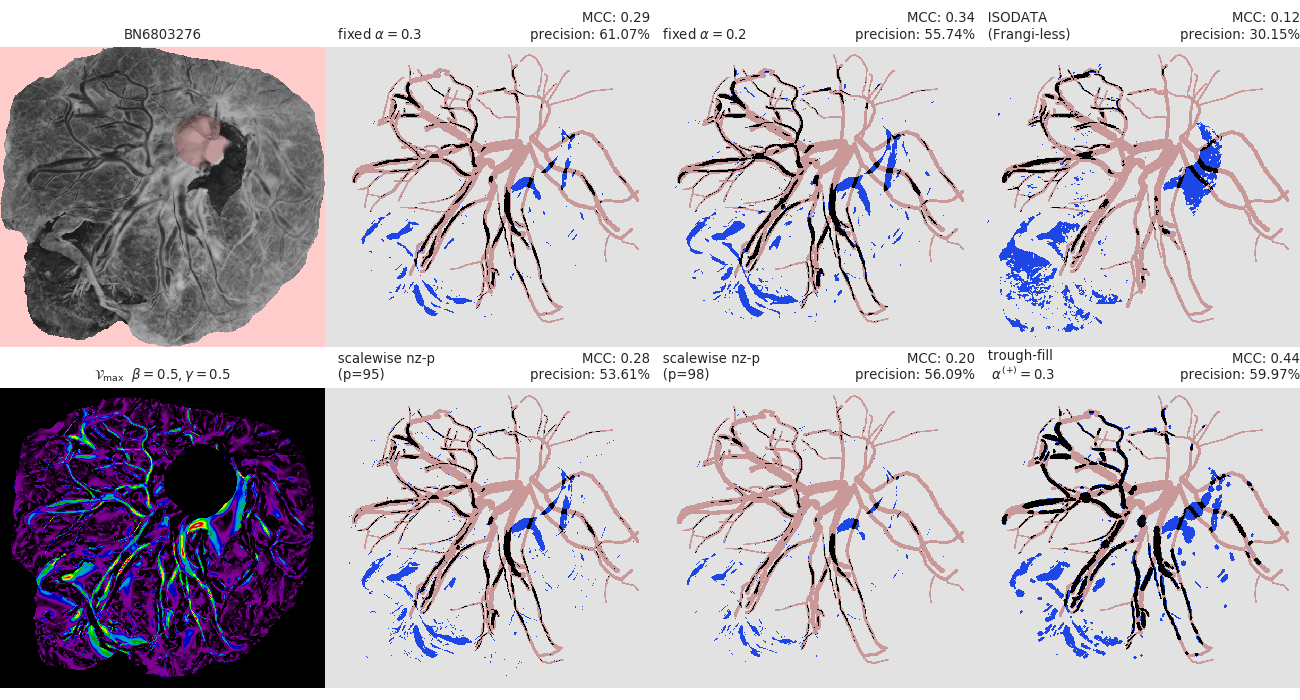 BN6803276
fixed α = 0.3
MCC: 0.29
precision: 61.07%
fixed α = 0.2
MCC: 0.34
precision: 55.74%
ISODATA
(Frangi-less)
MCC: 0.12
precision: 30.15%
𝒱max β = 0.5, γ = 0.5
scalewise nz-p
(p=95)
MCC: 0.28
precision: 53.61%
scalewise nz-p
(p=98)
MCC: 0.20
precision: 56.09%
trough-fill
α(+) = 0.3
MCC: 0.44
precision: 59.97%